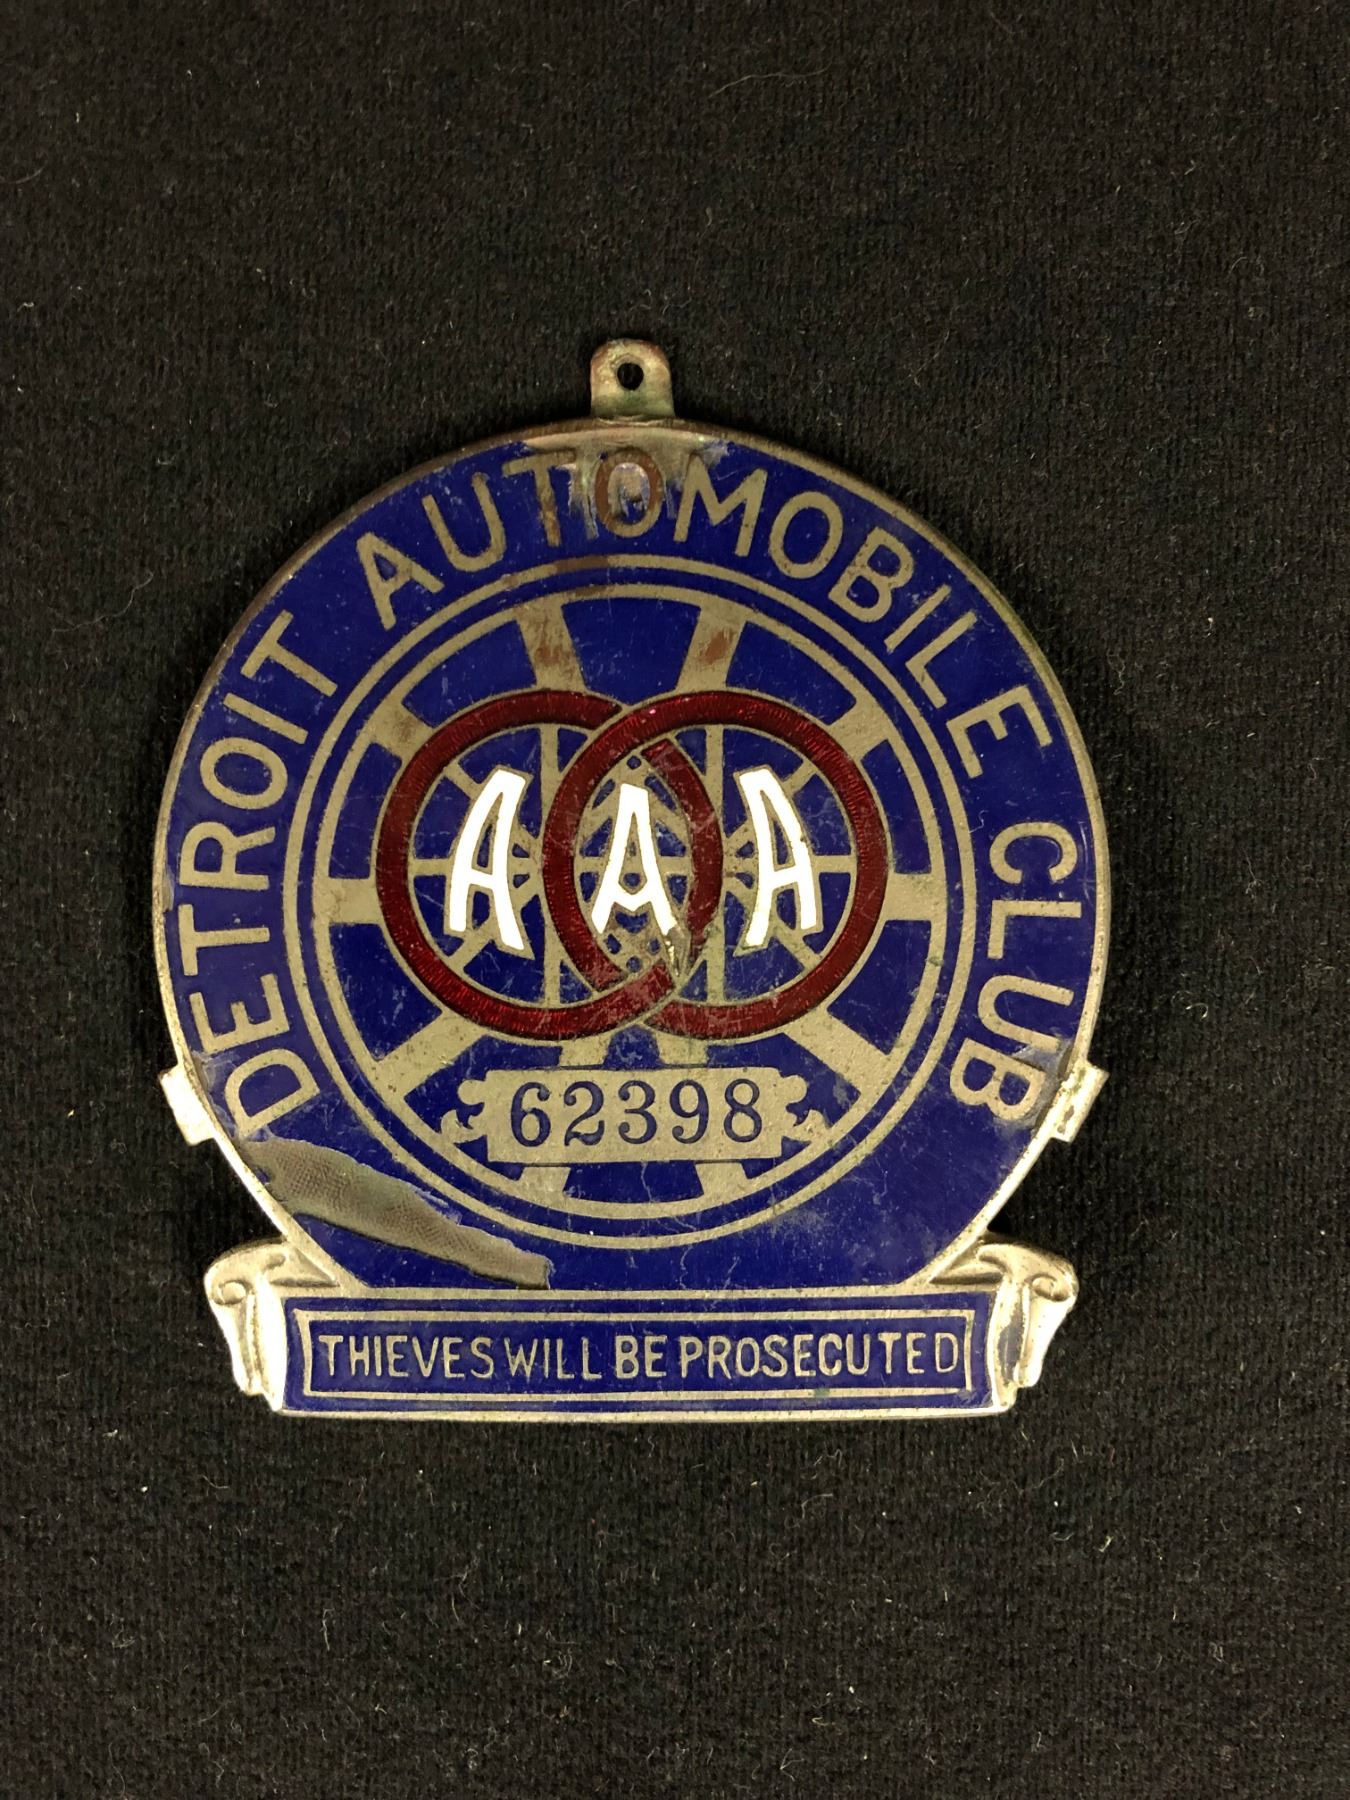 DETROIT AUTOMOBILE CLUB
AAA
62398
THIEVES WILL BE PROSECUTED